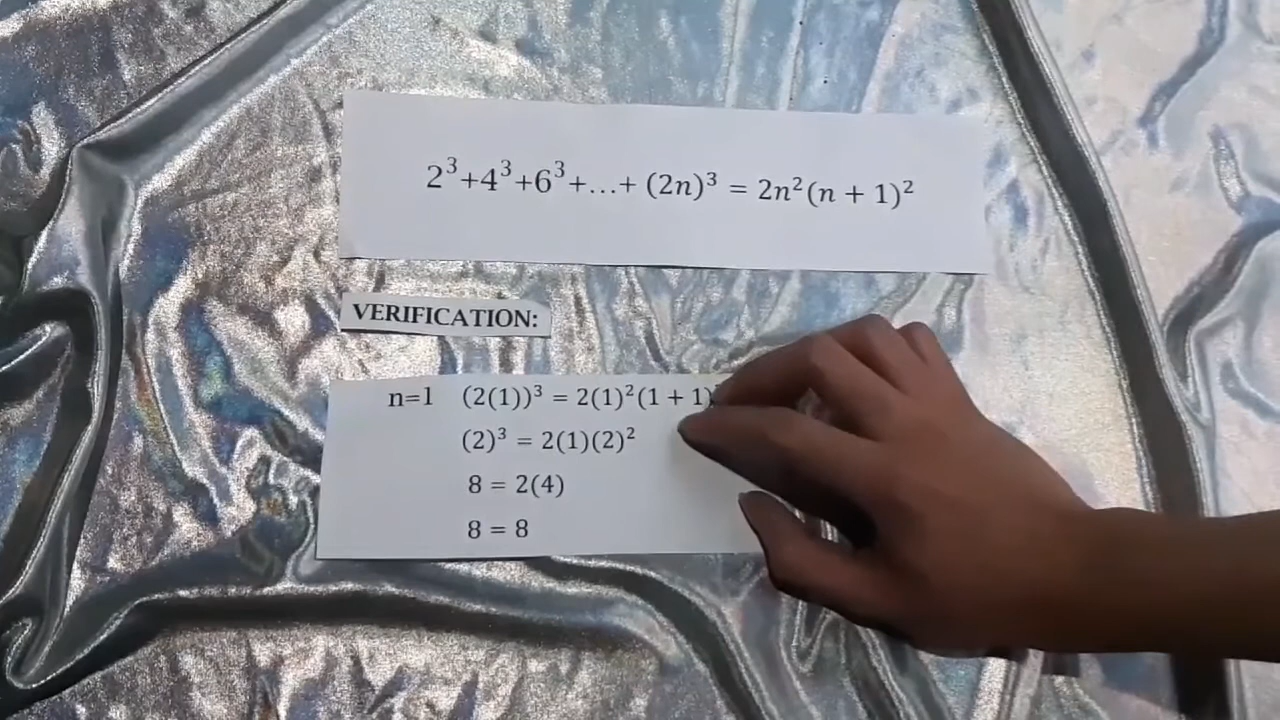 2³+4³+6³+...+ (2n)³ = 2n²(n + 1)²
VERIFICATION:
n=1 (2(1))³ = 2(1)²(1 + 1)
(2)³ = 2(1)(2)²
8 = 2(4)
8 = 8